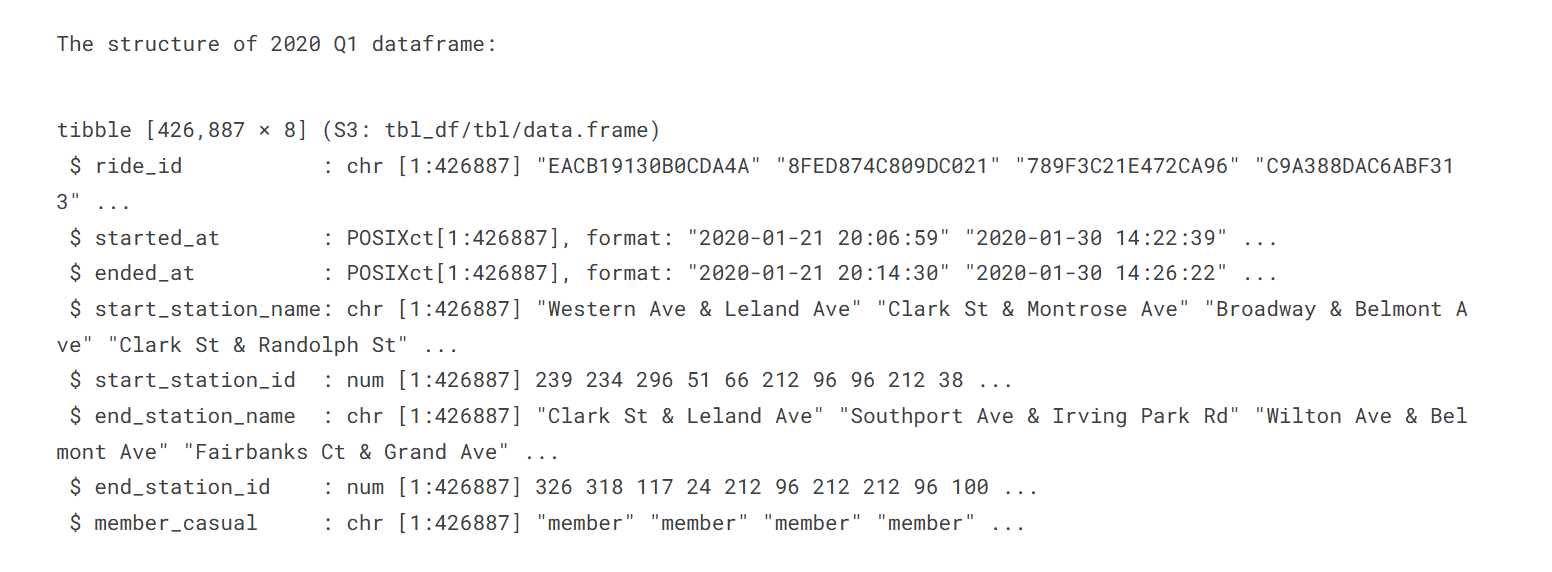 The structure of 2020 Q1 dataframe:
tibble [426,887 × 8] (S3: tbl_df/tbl/data.frame)
 $ ride_id           : chr [1:426887] "EACB19130B0CDA4A" "8FED874C809DC021" "789F3C21E472CA96" "C9A388DAC6ABF31
3" ...
 $ started_at        : POSIXct[1:426887], format: "2020-01-21 20:06:59" "2020-01-30 14:22:39" ...
 $ ended_at          : POSIXct[1:426887], format: "2020-01-21 20:14:30" "2020-01-30 14:26:22" ...
 $ start_station_name: chr [1:426887] "Western Ave & Leland Ave" "Clark St & Montrose Ave" "Broadway & Belmont A
ve" "Clark St & Randolph St" ...
 $ start_station_id  : num [1:426887] 239 234 296 51 66 212 96 96 212 38 ...
 $ end_station_name  : chr [1:426887] "Clark St & Leland Ave" "Southport Ave & Irving Park Rd" "Wilton Ave & Bel
mont Ave" "Fairbanks Ct & Grand Ave" ...
 $ end_station_id    : num [1:426887] 326 318 117 24 212 96 212 212 96 100 ...
 $ member_casual     : chr [1:426887] "member" "member" "member" "member" ...